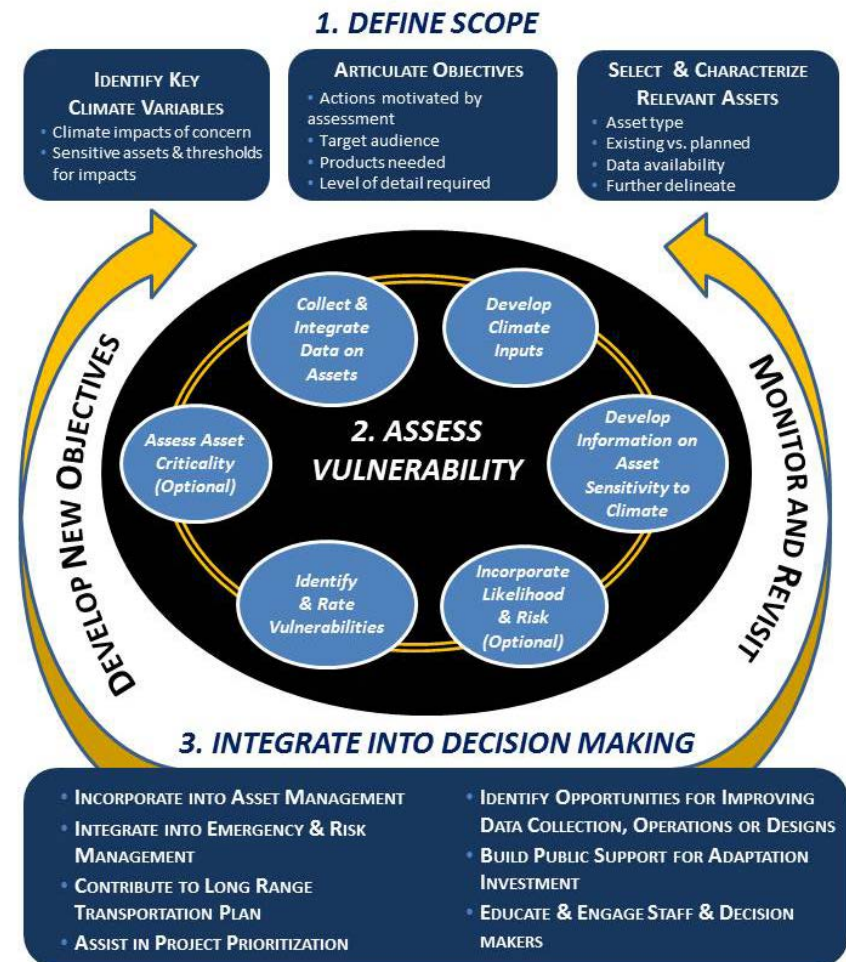 1. DEFINE SCOPE
IDENTIFY KEY
CLIMATE VARIABLES
• Climate impacts of concern
• Sensitive assets & thresholds
for impacts
ARTICULATE OBJECTIVES
• Actions motivated by
assessment
• Target audience
• Products needed
• Level of detail required
SELECT & CHARACTERIZE
RELEVANT ASSETS
• Asset type
• Existing vs. planned
• Data availability
• Further delineate
DEVELOP NEW OBJECTIVES
MONITOR AND REVISIT
2. ASSESS
VULNERABILITY
Collect &
Integrate
Data on
Assets
Develop
Climate
Inputs
Develop
Information on
Asset
Sensitivity to
Climate
Incorporate
Likelihood
& Risk
(Optional)
Identify
& Rate
Vulnerabilities
Assess Asset
Criticality
(Optional)
3. INTEGRATE INTO DECISION MAKING
• INCORPORATE INTO ASSET MANAGEMENT
• INTEGRATE INTO EMERGENCY & RISK
MANAGEMENT
• CONTRIBUTE TO LONG RANGE
TRANSPORTATION PLAN
• ASSIST IN PROJECT PRIORITIZATION
• IDENTIFY OPPORTUNITIES FOR IMPROVING
DATA COLLECTION, OPERATIONS OR DESIGNS
• BUILD PUBLIC SUPPORT FOR ADAPTATION
INVESTMENT
• EDUCATE & ENGAGE STAFF & DECISION
MAKERS